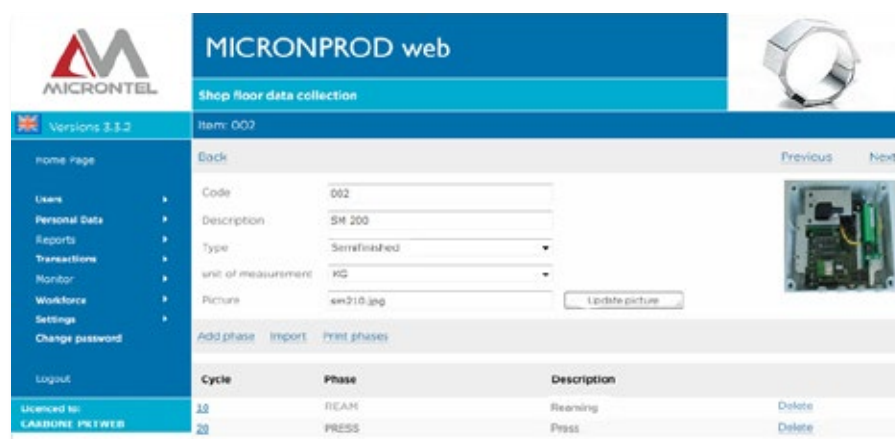 MICRONTEL
MICRONPROD web
Shop floor data collection
Versions 3.3.2
Item: 002
Home Page
Back
Previous
Next
Users
Personal Data
Reports
Transactions
Monitor
Workforce
Settings
Change password
Logout
Code
002
Description
SM 200
Type
Semifinished
unit of measurement
KG
Picture
sm210.jpg
Update picture
Add phase
Import
Print phases
Cycle
Phase
Description
10
REAM
Reaming
Delete
20
PRESS
Press
Delete
Licenced to:
CARBONE PKTWEB